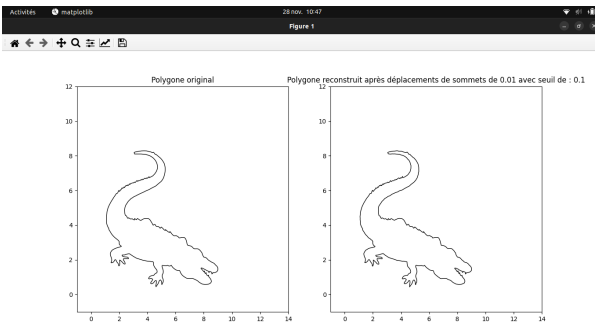 Activités
matplotlib
28 nov. 10:47
Figure 1
Polygone original
Polygone reconstruit après déplacements de sommets de 0.01 avec seuil de : 0.1
12
10
8
6
4
2
0
0 2 4 6 8 10 12 14
12
10
8
6
4
2
0
0 2 4 6 8 10 12 14